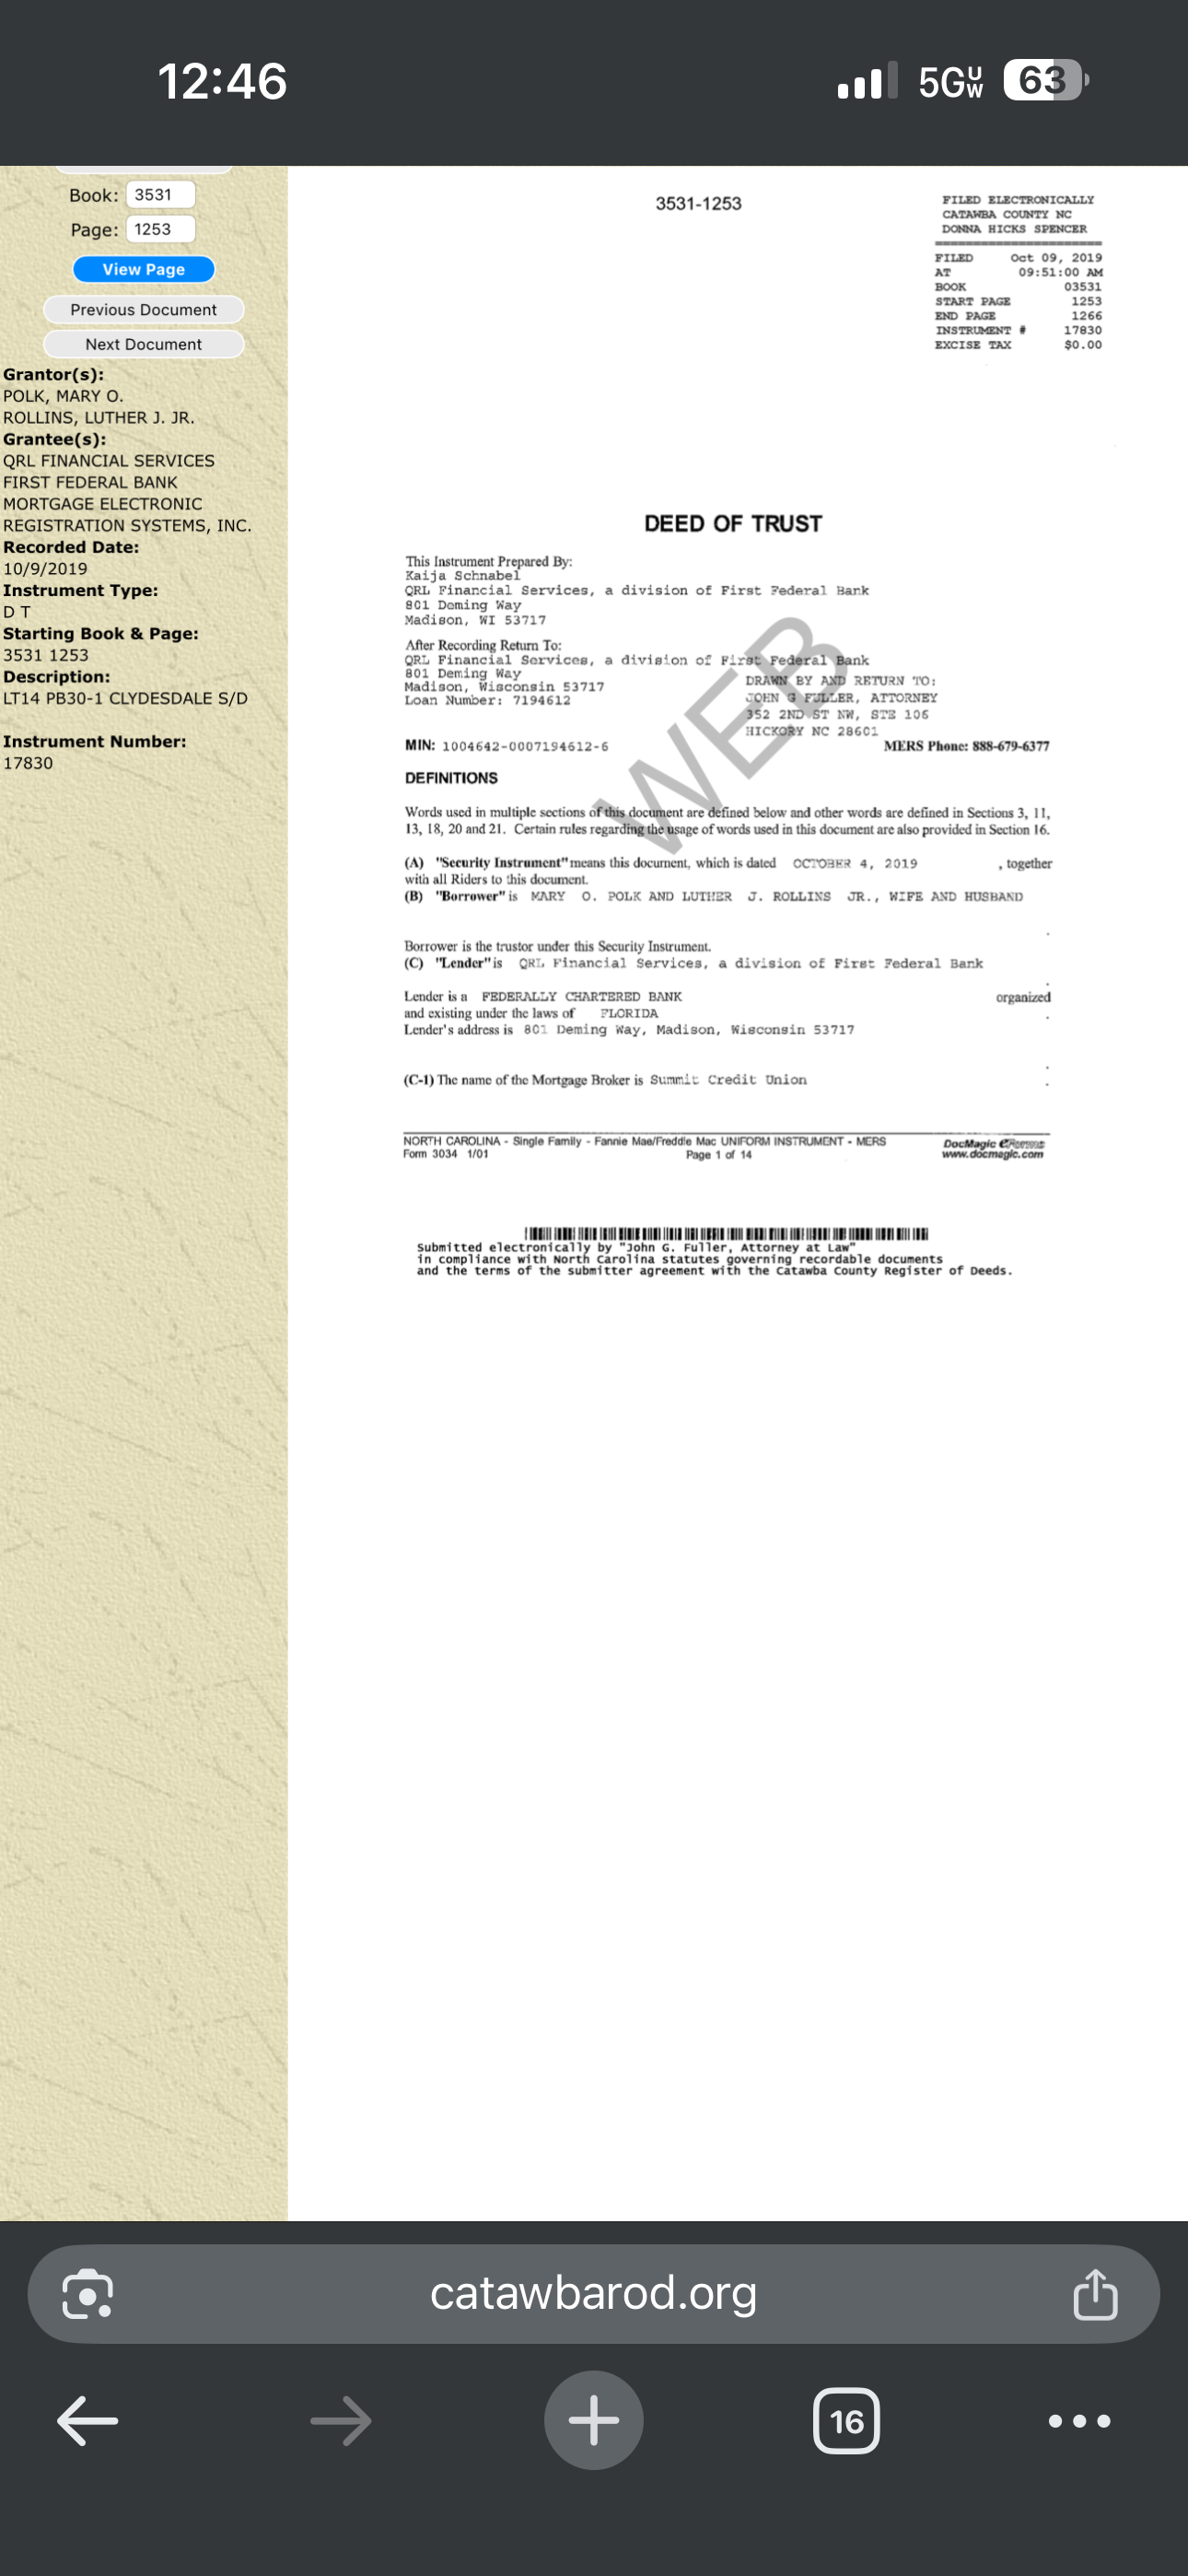 12:46
5GUW
63
Book: 3531
Page: 1253
View Page
Previous Document
Next Document
Grantor(s):
POLK, MARY O.
ROLLINS, LUTHER J. JR.
Grantee(s):
QRL FINANCIAL SERVICES
FIRST FEDERAL BANK
MORTGAGE ELECTRONIC
REGISTRATION SYSTEMS, INC.
Recorded Date:
10/9/2019
Instrument Type:
D T
Starting Book & Page:
3531 1253
Description:
LT14 PB30-1 CLYDESDALE S/D
Instrument Number:
17830
3531-1253
FILED ELECTRONICALLY
CATAWBA COUNTY NC
DONNA HICKS SPENCER
FILED Oct 09, 2019
AT 09:51:00 AM
BOOK 03531
START PAGE 1253
END PAGE 1266
INSTRUMENT # 17830
EXCISE TAX $0.00
DEED OF TRUST
This Instrument Prepared By:
Kaija Schnabel
QRL Financial Services, a division of First Federal Bank
801 Deming Way
Madison, WI 53717
After Recording Return To:
QRL Financial Services, a division of First Federal Bank
801 Deming Way
Madison, Wisconsin 53717
Loan Number: 7194612
DRAWN BY AND RETURN TO:
JOHN G FULLER, ATTORNEY
352 2ND ST NW, STE 106
HICKORY NC 28601
WEB
MIN: 1004642-0007194612-6 MERS Phone: 888-679-6377
DEFINITIONS
Words used in multiple sections of this document are defined below and other words are defined in Sections 3, 11,
13, 18, 20 and 21. Certain rules regarding the usage of words used in this document are also provided in Section 16.
(A) "Security Instrument" means this document, which is dated OCTOBER 4, 2019 , together
with all Riders to this document.
(B) "Borrower" is MARY O. POLK AND LUTHER J. ROLLINS JR., WIFE AND HUSBAND
.
Borrower is the trustor under this Security Instrument.
(C) "Lender" is QRL Financial Services, a division of First Federal Bank
.
Lender is a FEDERALLY CHARTERED BANK organized
and existing under the laws of FLORIDA .
Lender's address is 801 Deming Way, Madison, Wisconsin 53717
.
(C-1) The name of the Mortgage Broker is Summit Credit Union .
NORTH CAROLINA - Single Family - Fannie Mae/Freddie Mac UNIFORM INSTRUMENT - MERS
Form 3034 1/01 Page 1 of 14
DocMagic eForms
www.docmagic.com
Submitted electronically by "John G. Fuller, Attorney at Law"
in compliance with North Carolina statutes governing recordable documents
and the terms of the submitter agreement with the Catawba County Register of Deeds.
catawbarod.org
16